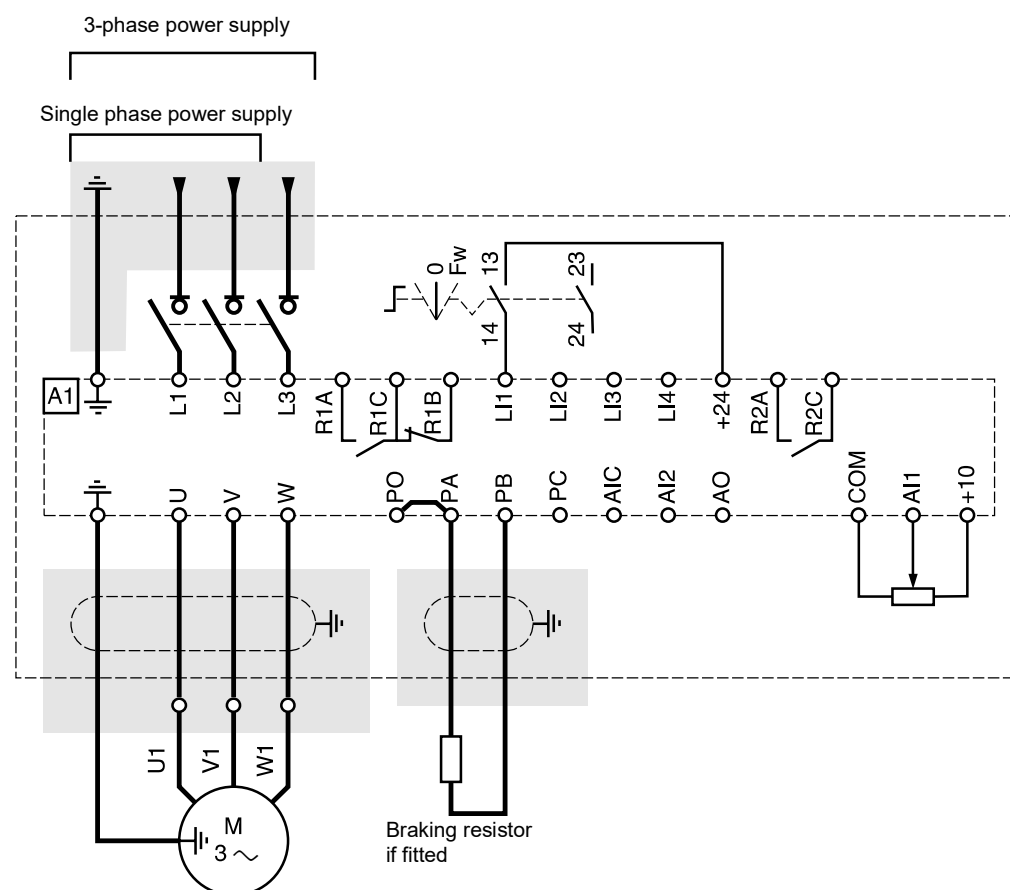 3-phase power supply
Single phase power supply
0
Fw
13
23
14
24
A1
L1
L2
L3
R1A
R1C
R1B
LI1
LI2
LI3
LI4
+24
R2A
R2C
U
V
W
PO
PA
PB
PC
AIC
AI2
AO
COM
AI1
+10
U1
V1
W1
M
3
Braking resistor
if fitted